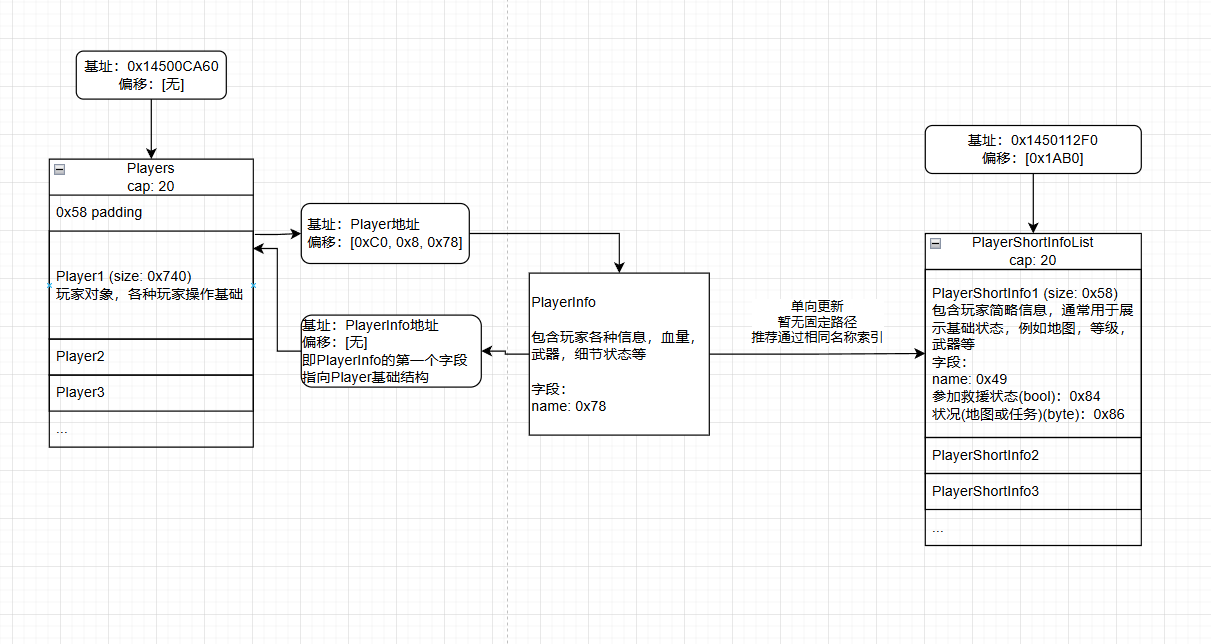 基址：0x14500CA60
偏移：[无]
Players
cap: 20
0x58 padding
Player1 (size: 0x740)
玩家对象，各种玩家操作基础
Player2
Player3
...
基址：Player地址
偏移：[0xC0, 0x8, 0x78]
基址：PlayerInfo地址
偏移：[无]
即PlayerInfo的第一个字段
指向Player基础结构
PlayerInfo
包含玩家各种信息，血量，
武器，细节状态等
字段：
name: 0x78
单向更新
暂无固定路径
推荐通过相同名称索引
基址：0x1450112F0
偏移：[0x1AB0]
PlayerShortInfoList
cap: 20
PlayerShortInfo1 (size: 0x58)
包含玩家简略信息，通常用于展
示基础状态，例如地图，等级，
武器等
字段：
name: 0x49
参加救援状态(bool)：0x84
状况(地图或任务)(byte)：0x86
PlayerShortInfo2
PlayerShortInfo3
...